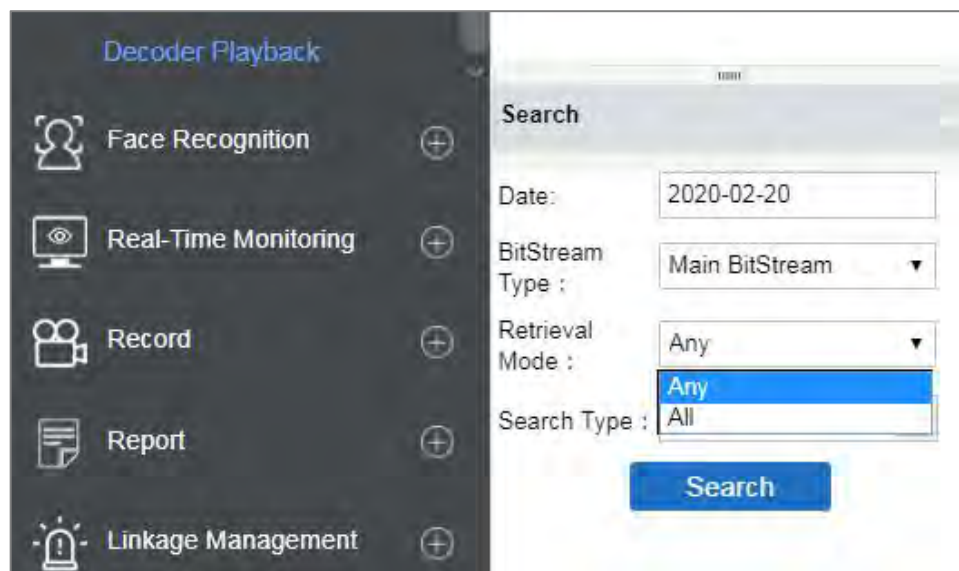 Decoder Playback
Face Recognition
Real-Time Monitoring
Record
Report
Linkage Management
Search
Date:
2020-02-20
BitStream
Type :
Main BitStream
Retrieval
Mode :
Any
Any
All
Search Type :
Search